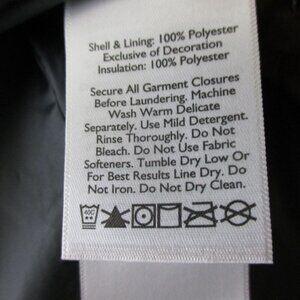 Shell & Lining: 100% Polyester
Exclusive of Decoration
Insulation: 100% Polyester
Secure All Garment Closures
Before Laundering. Machine
Wash Warm Delicate
Separately. Use Mild Detergent.
Rinse Thoroughly. Do Not
Bleach. Do Not Use Fabric
Softeners. Tumble Dry Low Or
For Best Results Line Dry. Do
Not Iron. Do Not Dry Clean.
40C